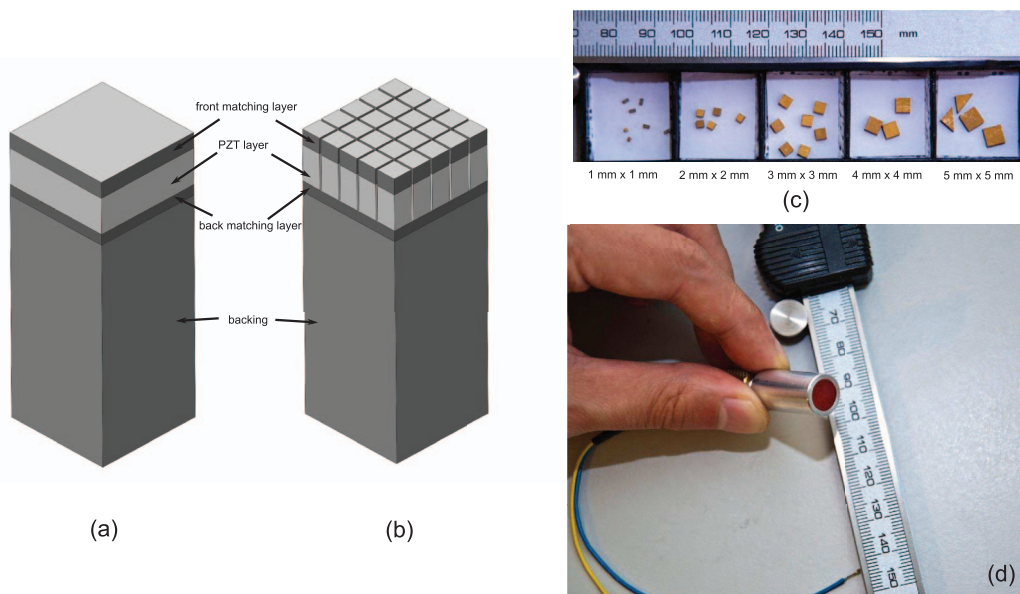 front matching layer
PZT layer
back matching layer
backing
(a)
(b)
80 90 100 110 120 130 140 150 mm
1 mm x 1 mm
2 mm x 2 mm
3 mm x 3 mm
4 mm x 4 mm
5 mm x 5 mm
(c)
70
80
90
100
110
120
130
140
150
(d)